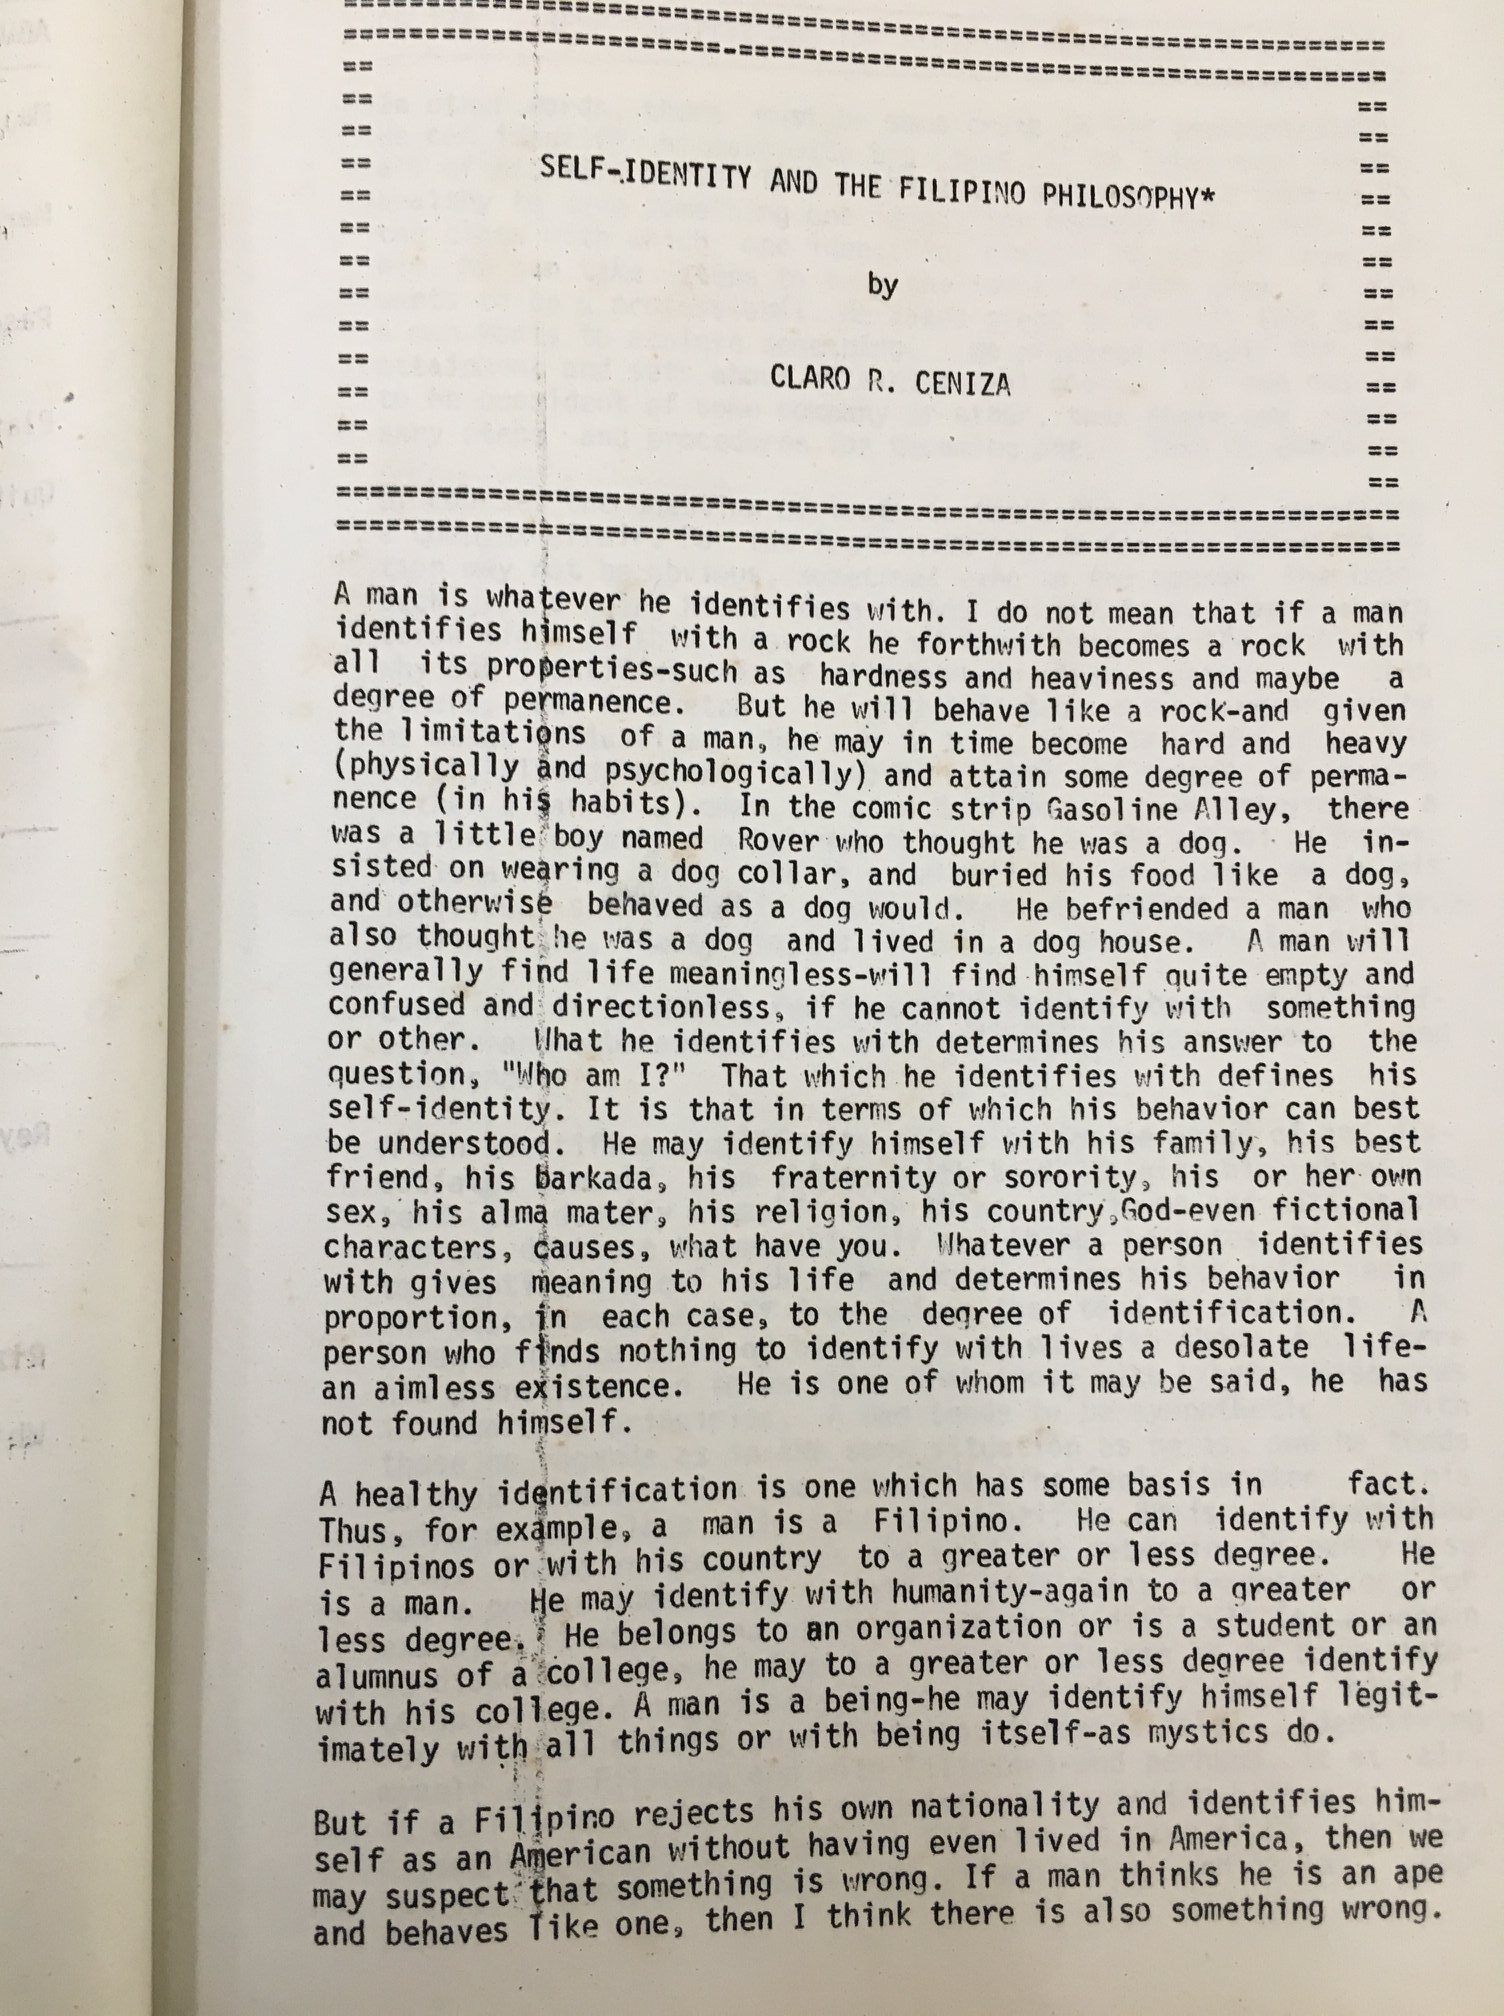 SELF-IDENTITY AND THE FILIPINO PHILOSOPHY*
by
CLARO R. CENIZA
A man is whatever he identifies with. I do not mean that if a man
identifies himself with a rock he forthwith becomes a rock with
all its properties-such as hardness and heaviness and maybe a
degree of permanence. But he will behave like a rock-and given
the limitations of a man, he may in time become hard and heavy
(physically and psychologically) and attain some degree of perma-
nence (in his habits). In the comic strip Gasoline Alley, there
was a little boy named Rover who thought he was a dog. He in-
sisted on wearing a dog collar, and buried his food like a dog,
and otherwise behaved as a dog would. He befriended a man who
also thought he was a dog and lived in a dog house. A man will
generally find life meaningless-will find himself quite empty and
confused and directionless, if he cannot identify with something
or other. What he identifies with determines his answer to the
question, "Who am I?" That which he identifies with defines his
self-identity. It is that in terms of which his behavior can best
be understood. He may identify himself with his family, his best
friend, his barkada, his fraternity or sorority, his or her own
sex, his alma mater, his religion, his country,God-even fictional
characters, causes, what have you. Whatever a person identifies
with gives meaning to his life and determines his behavior in
proportion, in each case, to the degree of identification. A
person who finds nothing to identify with lives a desolate life-
an aimless existence. He is one of whom it may be said, he has
not found himself.
A healthy identification is one which has some basis in fact.
Thus, for example, a man is a Filipino. He can identify with
Filipinos or with his country to a greater or less degree. He
is a man. He may identify with humanity-again to a greater or
less degree. He belongs to an organization or is a student or an
alumnus of a college, he may to a greater or less degree identify
with his college. A man is a being-he may identify himself legit-
imately with all things or with being itself-as mystics do.
But if a Filipino rejects his own nationality and identifies him-
self as an American without having even lived in America, then we
may suspect that something is wrong. If a man thinks he is an ape
and behaves like one, then I think there is also something wrong.